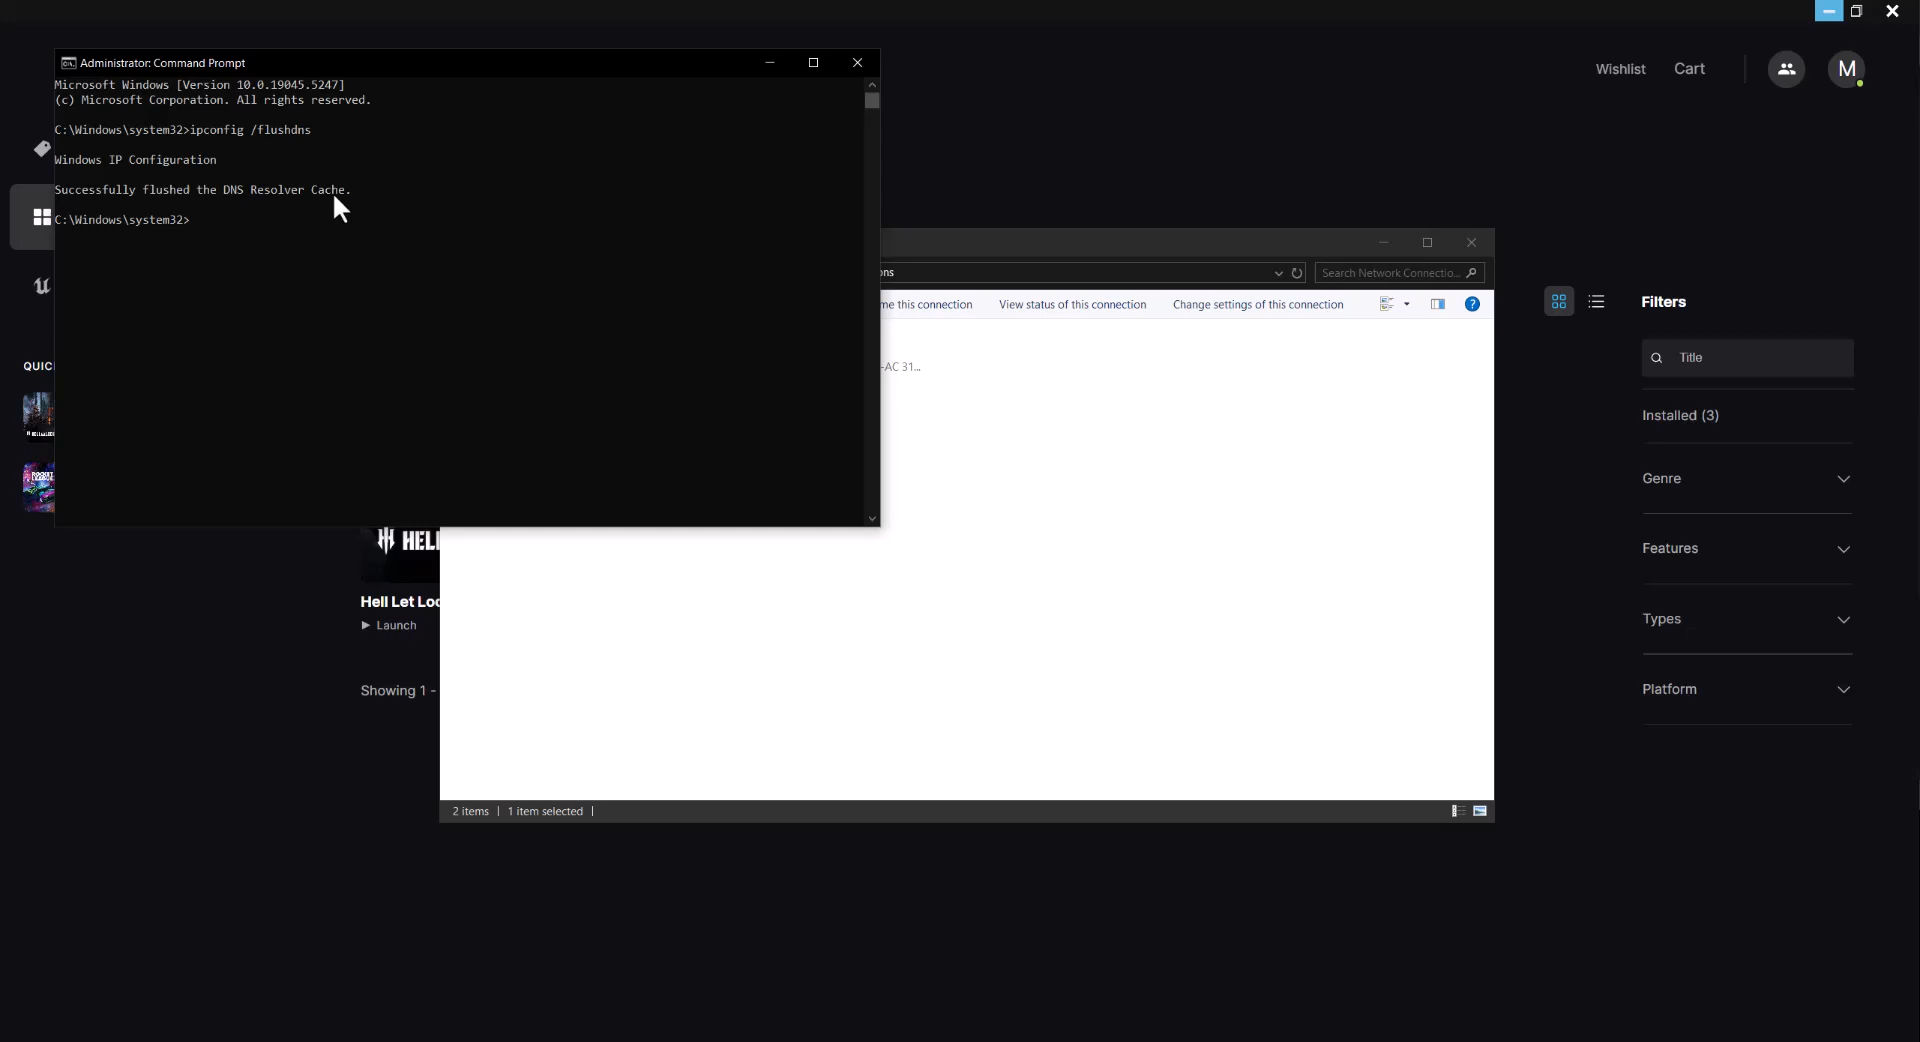 Wishlist
Cart
M
Administrator: Command Prompt
Microsoft Windows [Version 10.0.19045.5247]
(c) Microsoft Corporation. All rights reserved.
C:\Windows\system32>ipconfig /flushdns
Windows IP Configuration
Successfully flushed the DNS Resolver Cache.
C:\Windows\system32>
QUIC
ons
Search Network Connectio...
me this connection
View status of this connection
Change settings of this connection
-AC 31...
HELL
Hell Let Loo
Launch
Showing 1 -
2 items
1 item selected
Filters
Title
Installed (3)
Genre
Features
Types
Platform